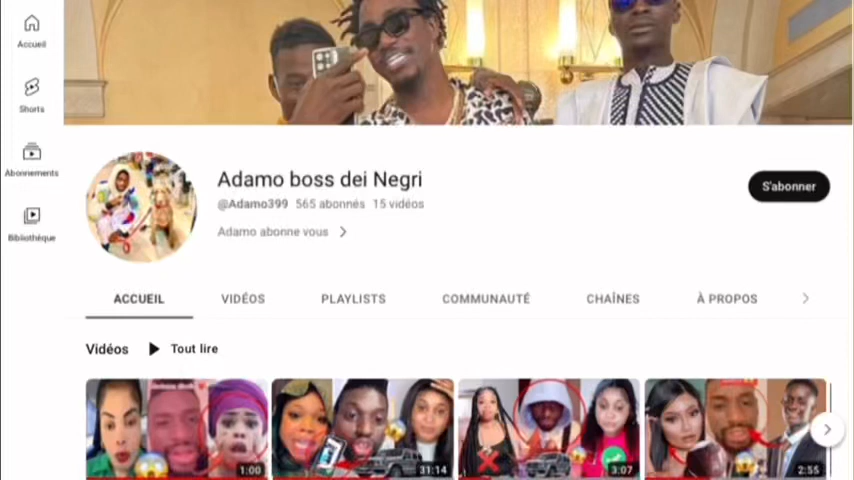 Accueil
Shorts
Abonnements
Bibliothèque
Adamo boss dei Negri
S'abonner
@Adamo399 565 abonnés 15 vidéos
Adamo abonne vous
ACCUEIL VIDÉOS PLAYLISTS COMMUNAUTÉ CHAÎNES À PROPOS
Vidéos Tout lire
1:00 31:14 3:07 2:55